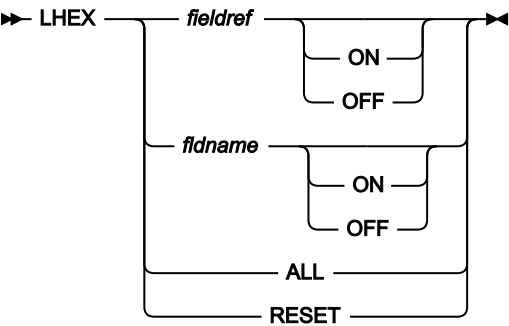 LHEX fieldref
ON
OFF
fldname
ON
OFF
ALL
RESET